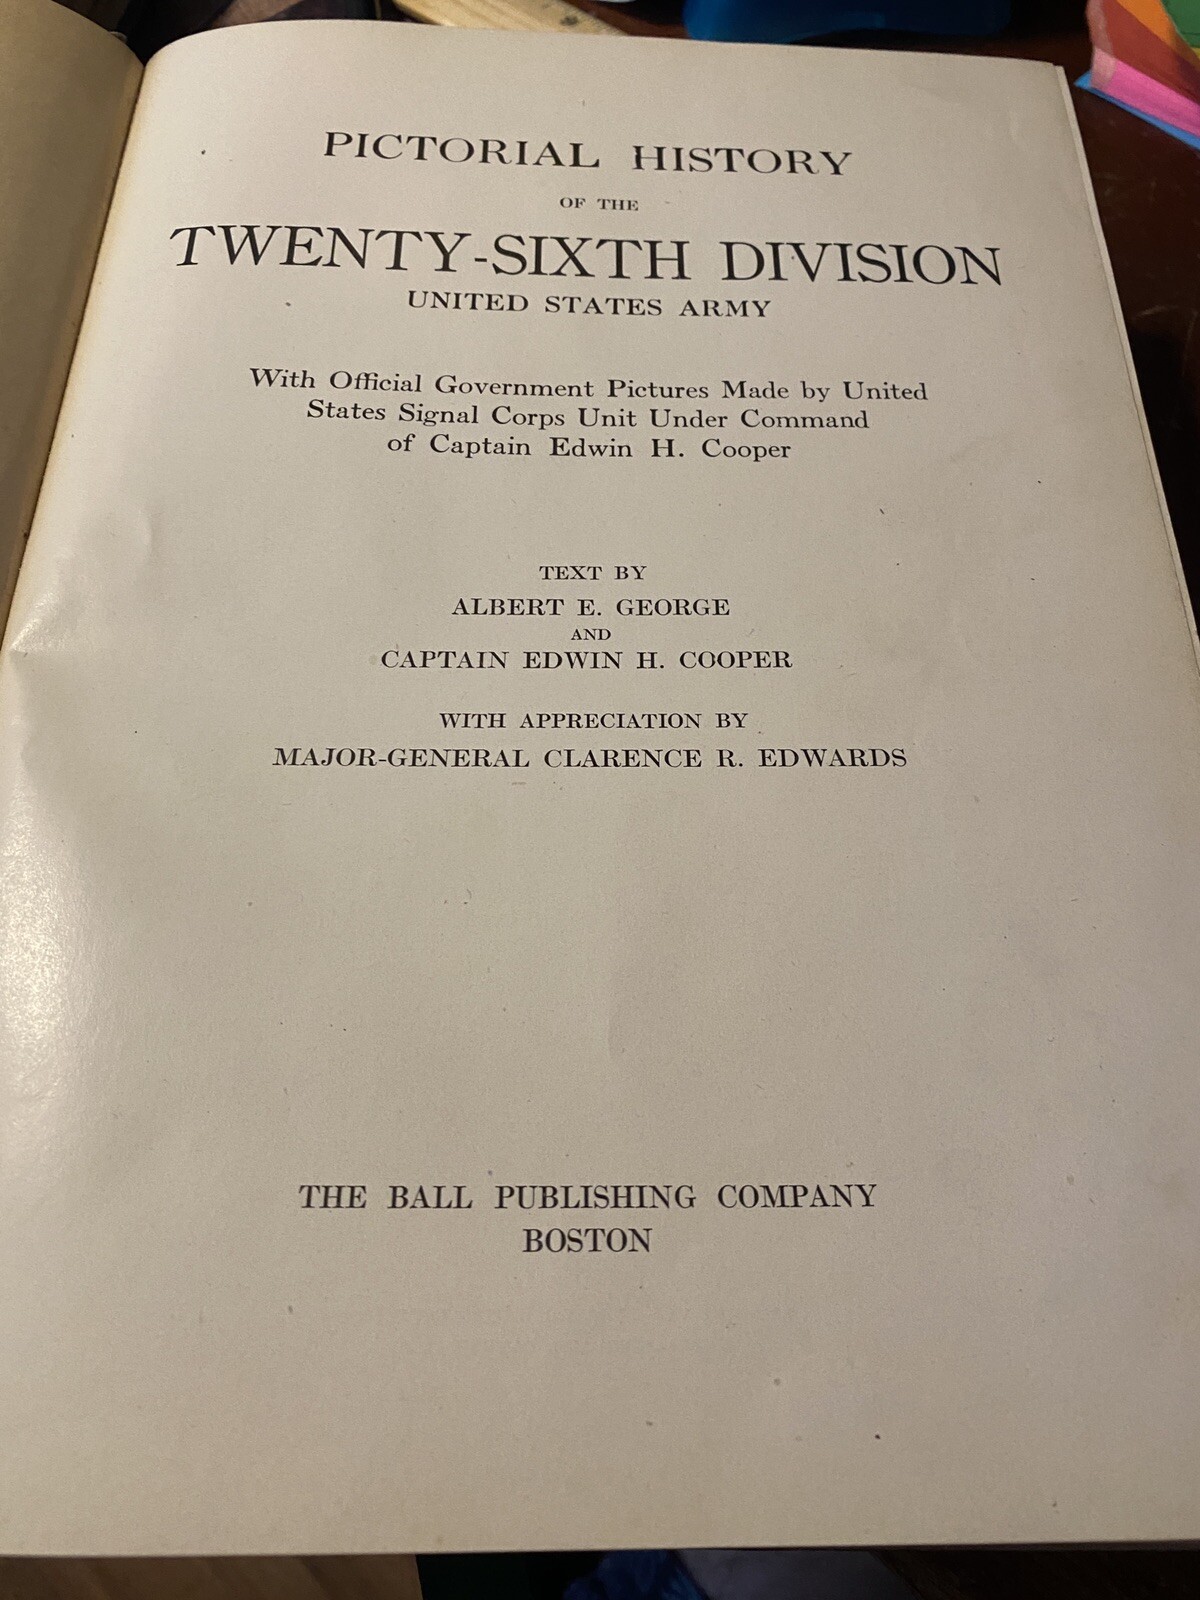 PICTORIAL HISTORY
OF THE
TWENTY-SIXTH DIVISION
UNITED STATES ARMY
With Official Government Pictures Made by United
States Signal Corps Unit Under Command
of Captain Edwin H. Cooper
TEXT BY
ALBERT E. GEORGE
AND
CAPTAIN EDWIN H. COOPER
WITH APPRECIATION BY
MAJOR-GENERAL CLARENCE R. EDWARDS
THE BALL PUBLISHING COMPANY
BOSTON